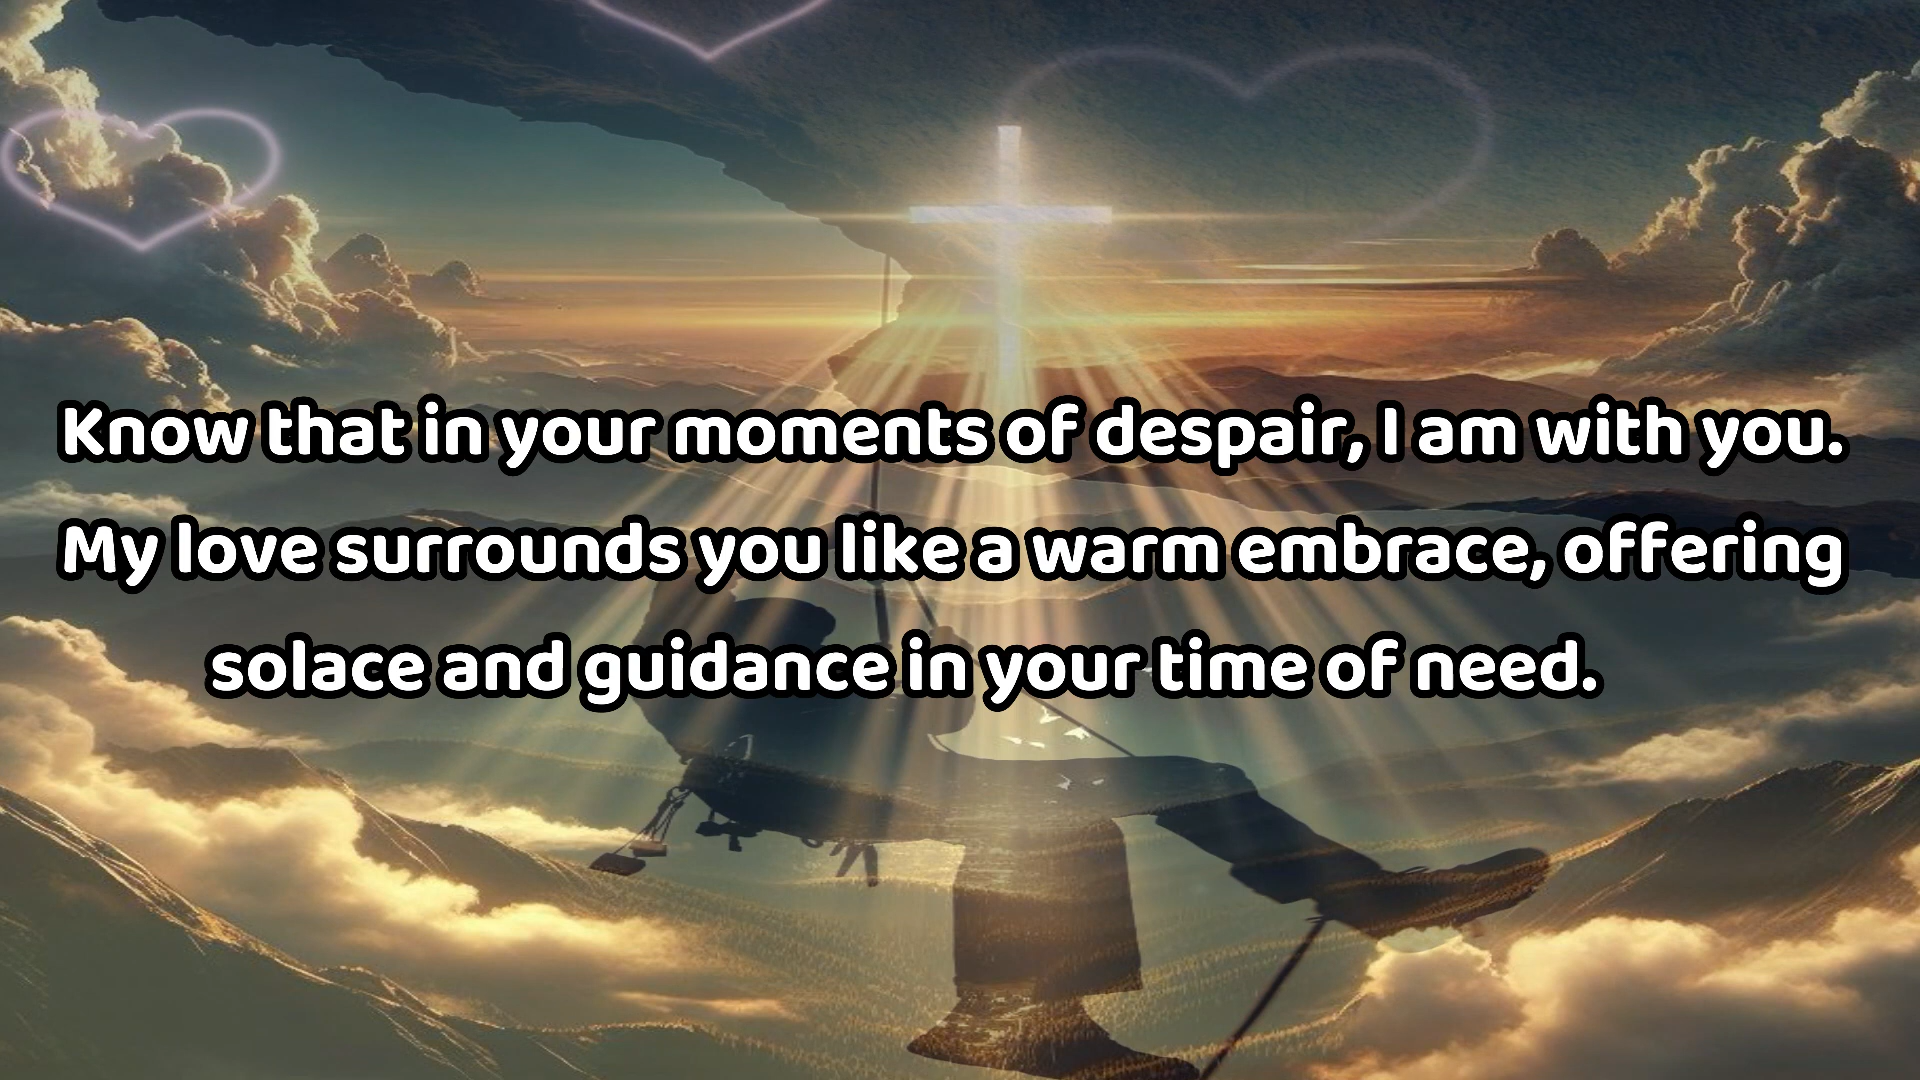 Know that in your moments of despair, I am with you.
My love surrounds you like a warm embrace, offering
solace and guidance in your time of need.